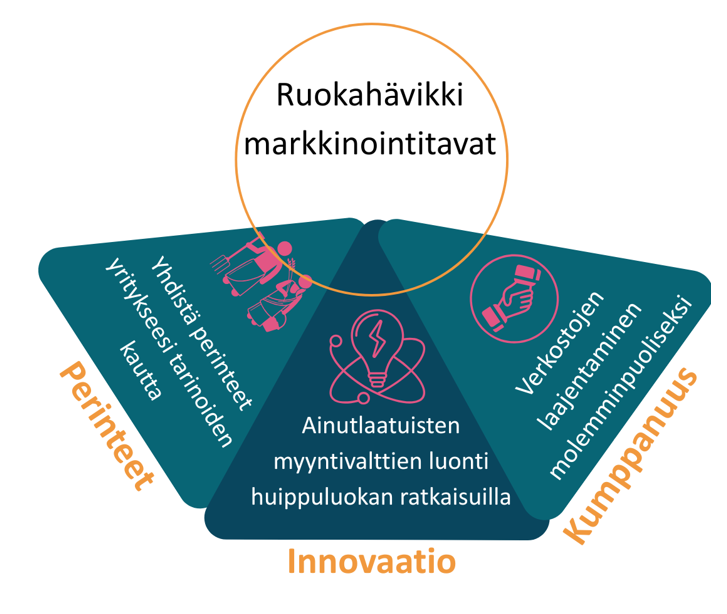 Ruokahävikki
markkinointitavat
Yhdistä perinteet
yritykseesi tarinoiden
kautta
Perinteet
Ainutlaatuisten
myyntivalttien luonti
huippuluokan ratkaisuilla
Innovaatio
Verkostojen
laajentaminen
molemminpuoliseksi
Kumppanuus